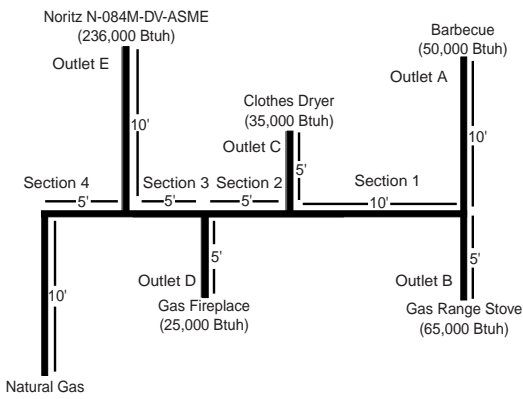 Noritz N-084M-DV-ASME
(236,000 Btuh)
Outlet E
Barbecue
(50,000 Btuh)
Outlet A
Clothes Dryer
(35,000 Btuh)
Outlet C
10'
10'
5'
Section 4
Section 3
Section 2
Section 1
5'
5'
5'
10'
10'
5'
5'
Outlet D
Outlet B
Gas Fireplace
(25,000 Btuh)
Gas Range Stove
(65,000 Btuh)
Natural Gas